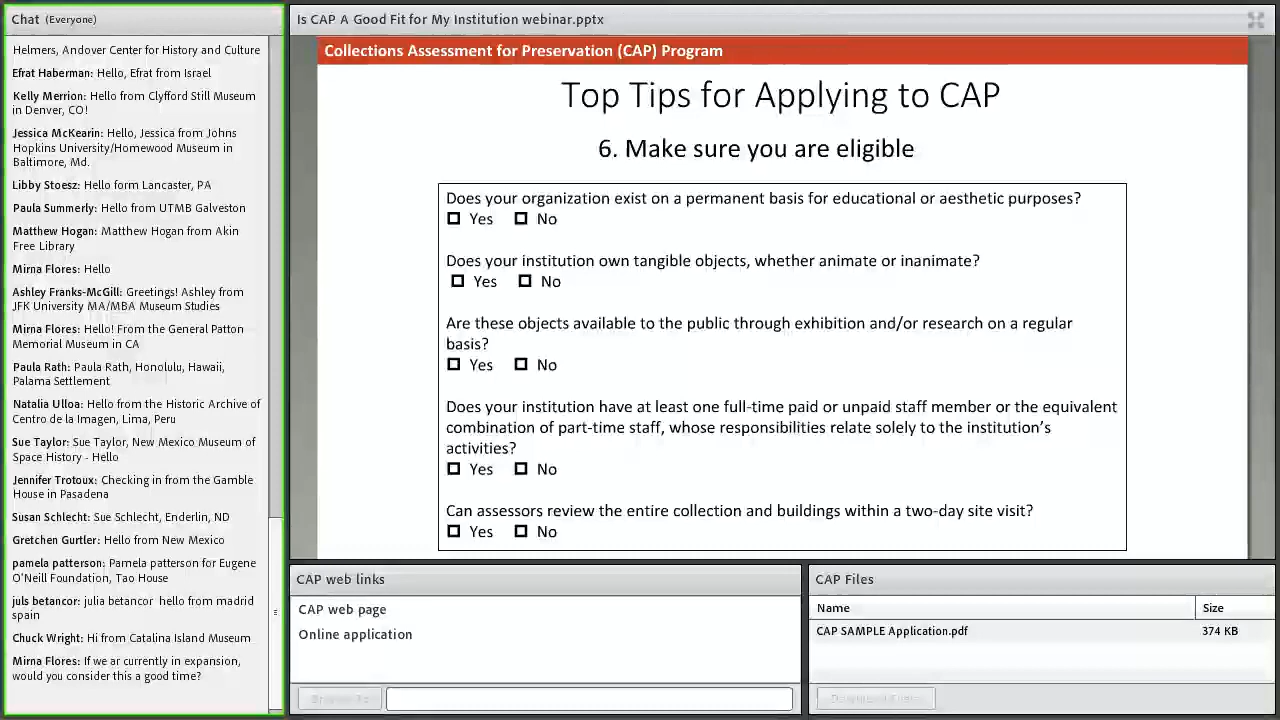 Chat (Everyone)
Helmers, Andover Center for History and Culture
Efrat Haberman: Hello, Efrat from Israel
Kelly Merrion: Hello from Clyfford Still Museum
in Denver, CO!
Jessica McKearin: Hello, Jessica from Johns
Hopkins University/Homewood Museum in
Baltimore, Md.
Libby Stoesz: Hello form Lancaster, PA
Paula Summerly: Hello from UTMB Galveston
Matthew Hogan: Matthew Hogan from Akin
Free Library
Mirna Flores: Hello
Ashley Franks-McGill: Greetings! Ashley from
JFK University MA/MBA Museum Studies
Mirna Flores: Hello! From the General Patton
Memorial Museum in CA
Paula Rath: Paula Rath, Honolulu, Hawaii,
Palama Settlement
Natalia Ulloa: Hello from the Historic Archive of
Centro de la Imagen, Lima, Peru
Sue Taylor: Sue Taylor, New Mexico Museum of
Space History - Hello
Jennifer Trotoux: Checking in from the Gamble
House in Pasadena
Susan Schlecht: Sue Schlecht, Enderlin, ND
Gretchen Gurtler: Hello from New Mexico
pamela patterson: Pamela patterson for Eugene
O'Neill Foundation, Tao House
juls betancor: julia betancor hello from madrid
spain
Chuck Wright: Hi from Catalina Island Museum
Mirna Flores: If we ar currently in expansion,
would you consider this a good time?
Is CAP A Good Fit for My Institution webinar.pptx
Collections Assessment for Preservation (CAP) Program
Top Tips for Applying to CAP
6. Make sure you are eligible
Does your organization exist on a permanent basis for educational or aesthetic purposes?
Yes No
Does your institution own tangible objects, whether animate or inanimate?
Yes No
Are these objects available to the public through exhibition and/or research on a regular
basis?
Yes No
Does your institution have at least one full-time paid or unpaid staff member or the equivalent
combination of part-time staff, whose responsibilities relate solely to the institution's
activities?
Yes No
Can assessors review the entire collection and buildings within a two-day site visit?
Yes No
CAP web links
CAP web page
Online application
Browse To
CAP Files
Name Size
CAP SAMPLE Application.pdf 374 KB